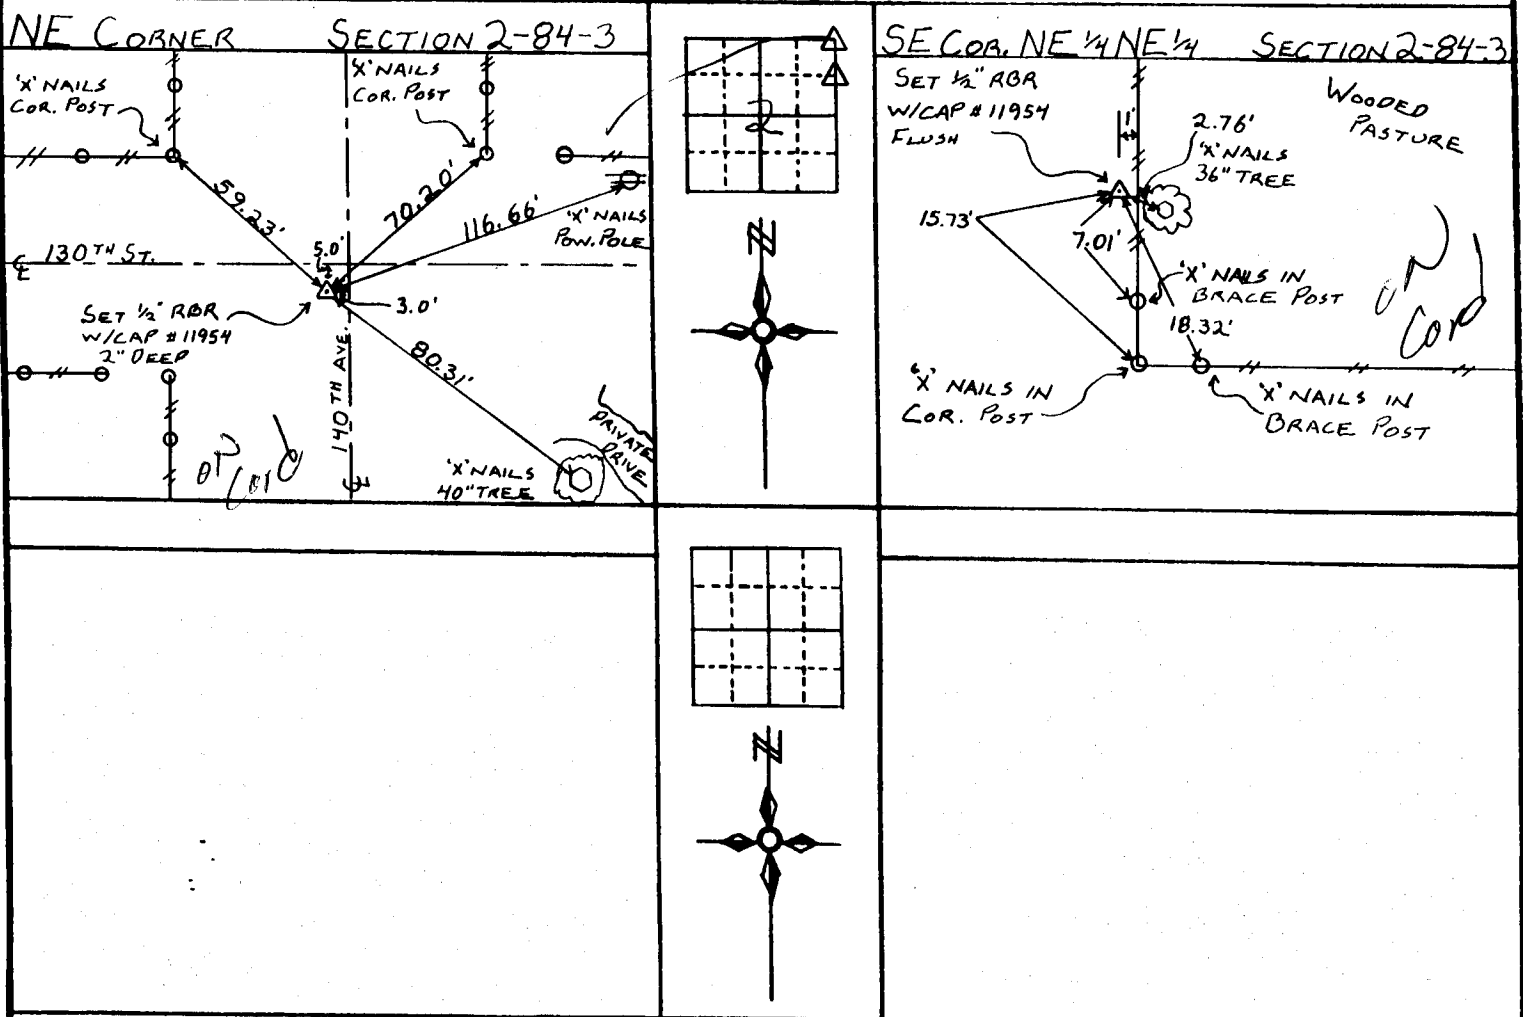 NE CORNER SECTION 2-84-3
'X' NAILS
COR. POST
'X' NAILS
COR. POST
59.23'
70.20'
116.66'
'X' NAILS
POW. POLE
℄ 130TH ST.
5.0'
3.0'
SET 1/2" RBR
W/CAP #11954
2" DEEP
140TH AVE.
℄
80.31'
PRIVATE
DRIVE
'X' NAILS
40" TREE
on
Cord
2
N
SE COR. NE 1/4 NE 1/4 SECTION 2-84-3
SET 1/2" RBR
W/CAP #11954
FLUSH
1'
2.76'
'X' NAILS
36" TREE
WOODED
PASTURE
15.73'
7.01'
'X' NAILS IN
BRACE POST
18.32'
'X' NAILS IN
COR. POST
'X' NAILS IN
BRACE POST
on
Cord
N